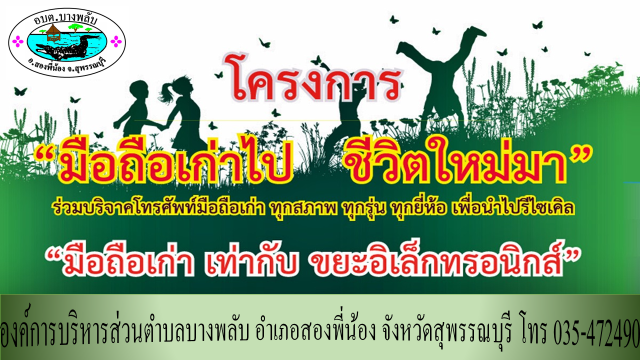 อบต.บางพลับ
อ.สองพี่น้อง จ.สุพรรณบุรี
โครงการ
“มือถือเก่าไป ชีวิตใหม่มา”
ร่วมบริจาคโทรศัพท์มือถือเก่า ทุกสภาพ ทุกรุ่น ทุกยี่ห้อ เพื่อนำไปรีไซเคิล
“มือถือเก่า เท่ากับ ขยะอิเล็กทรอนิกส์”
องค์การบริหารส่วนตำบลบางพลับ อำเภอสองพี่น้อง จังหวัดสุพรรณบุรี โทร 035-472490